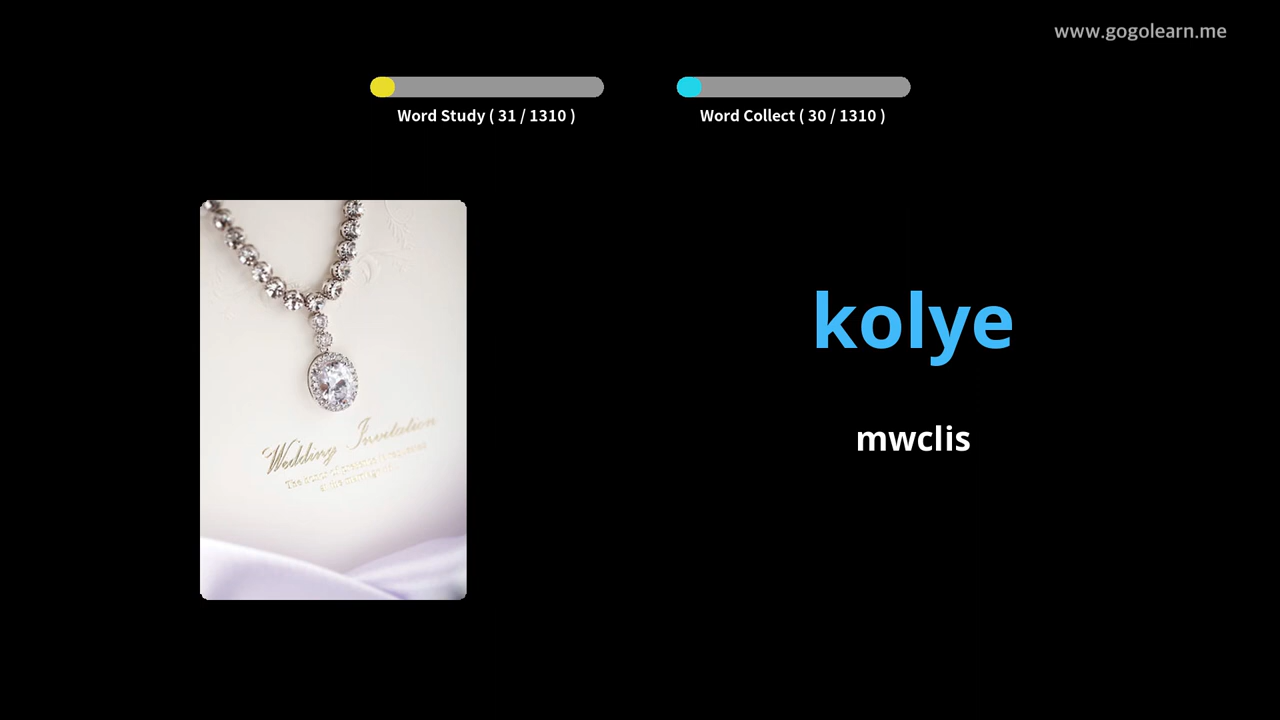 www.gogolearn.me
Word Study ( 31 / 1310 )
Word Collect ( 30 / 1310 )
kolye
mwclis
Wedding Invitation